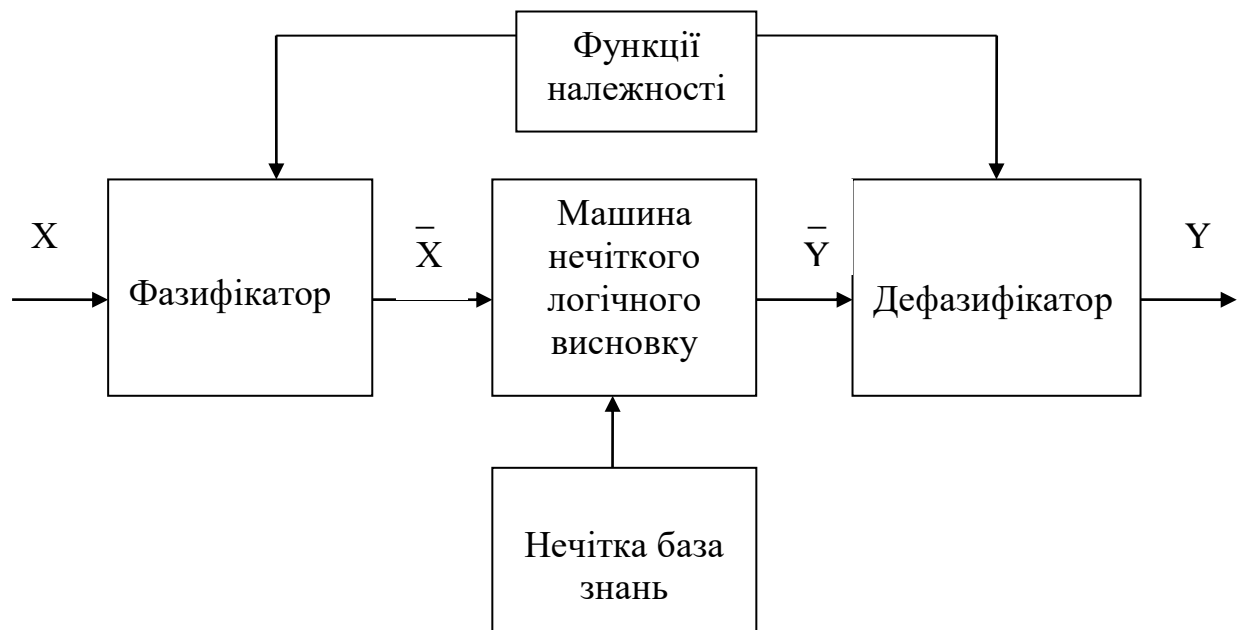 Функції
належності
X
Фазифікатор
X̅
Машина
нечіткого
логічного
висновку
Y̅
Дефазифікатор
Y
Нечітка база
знань